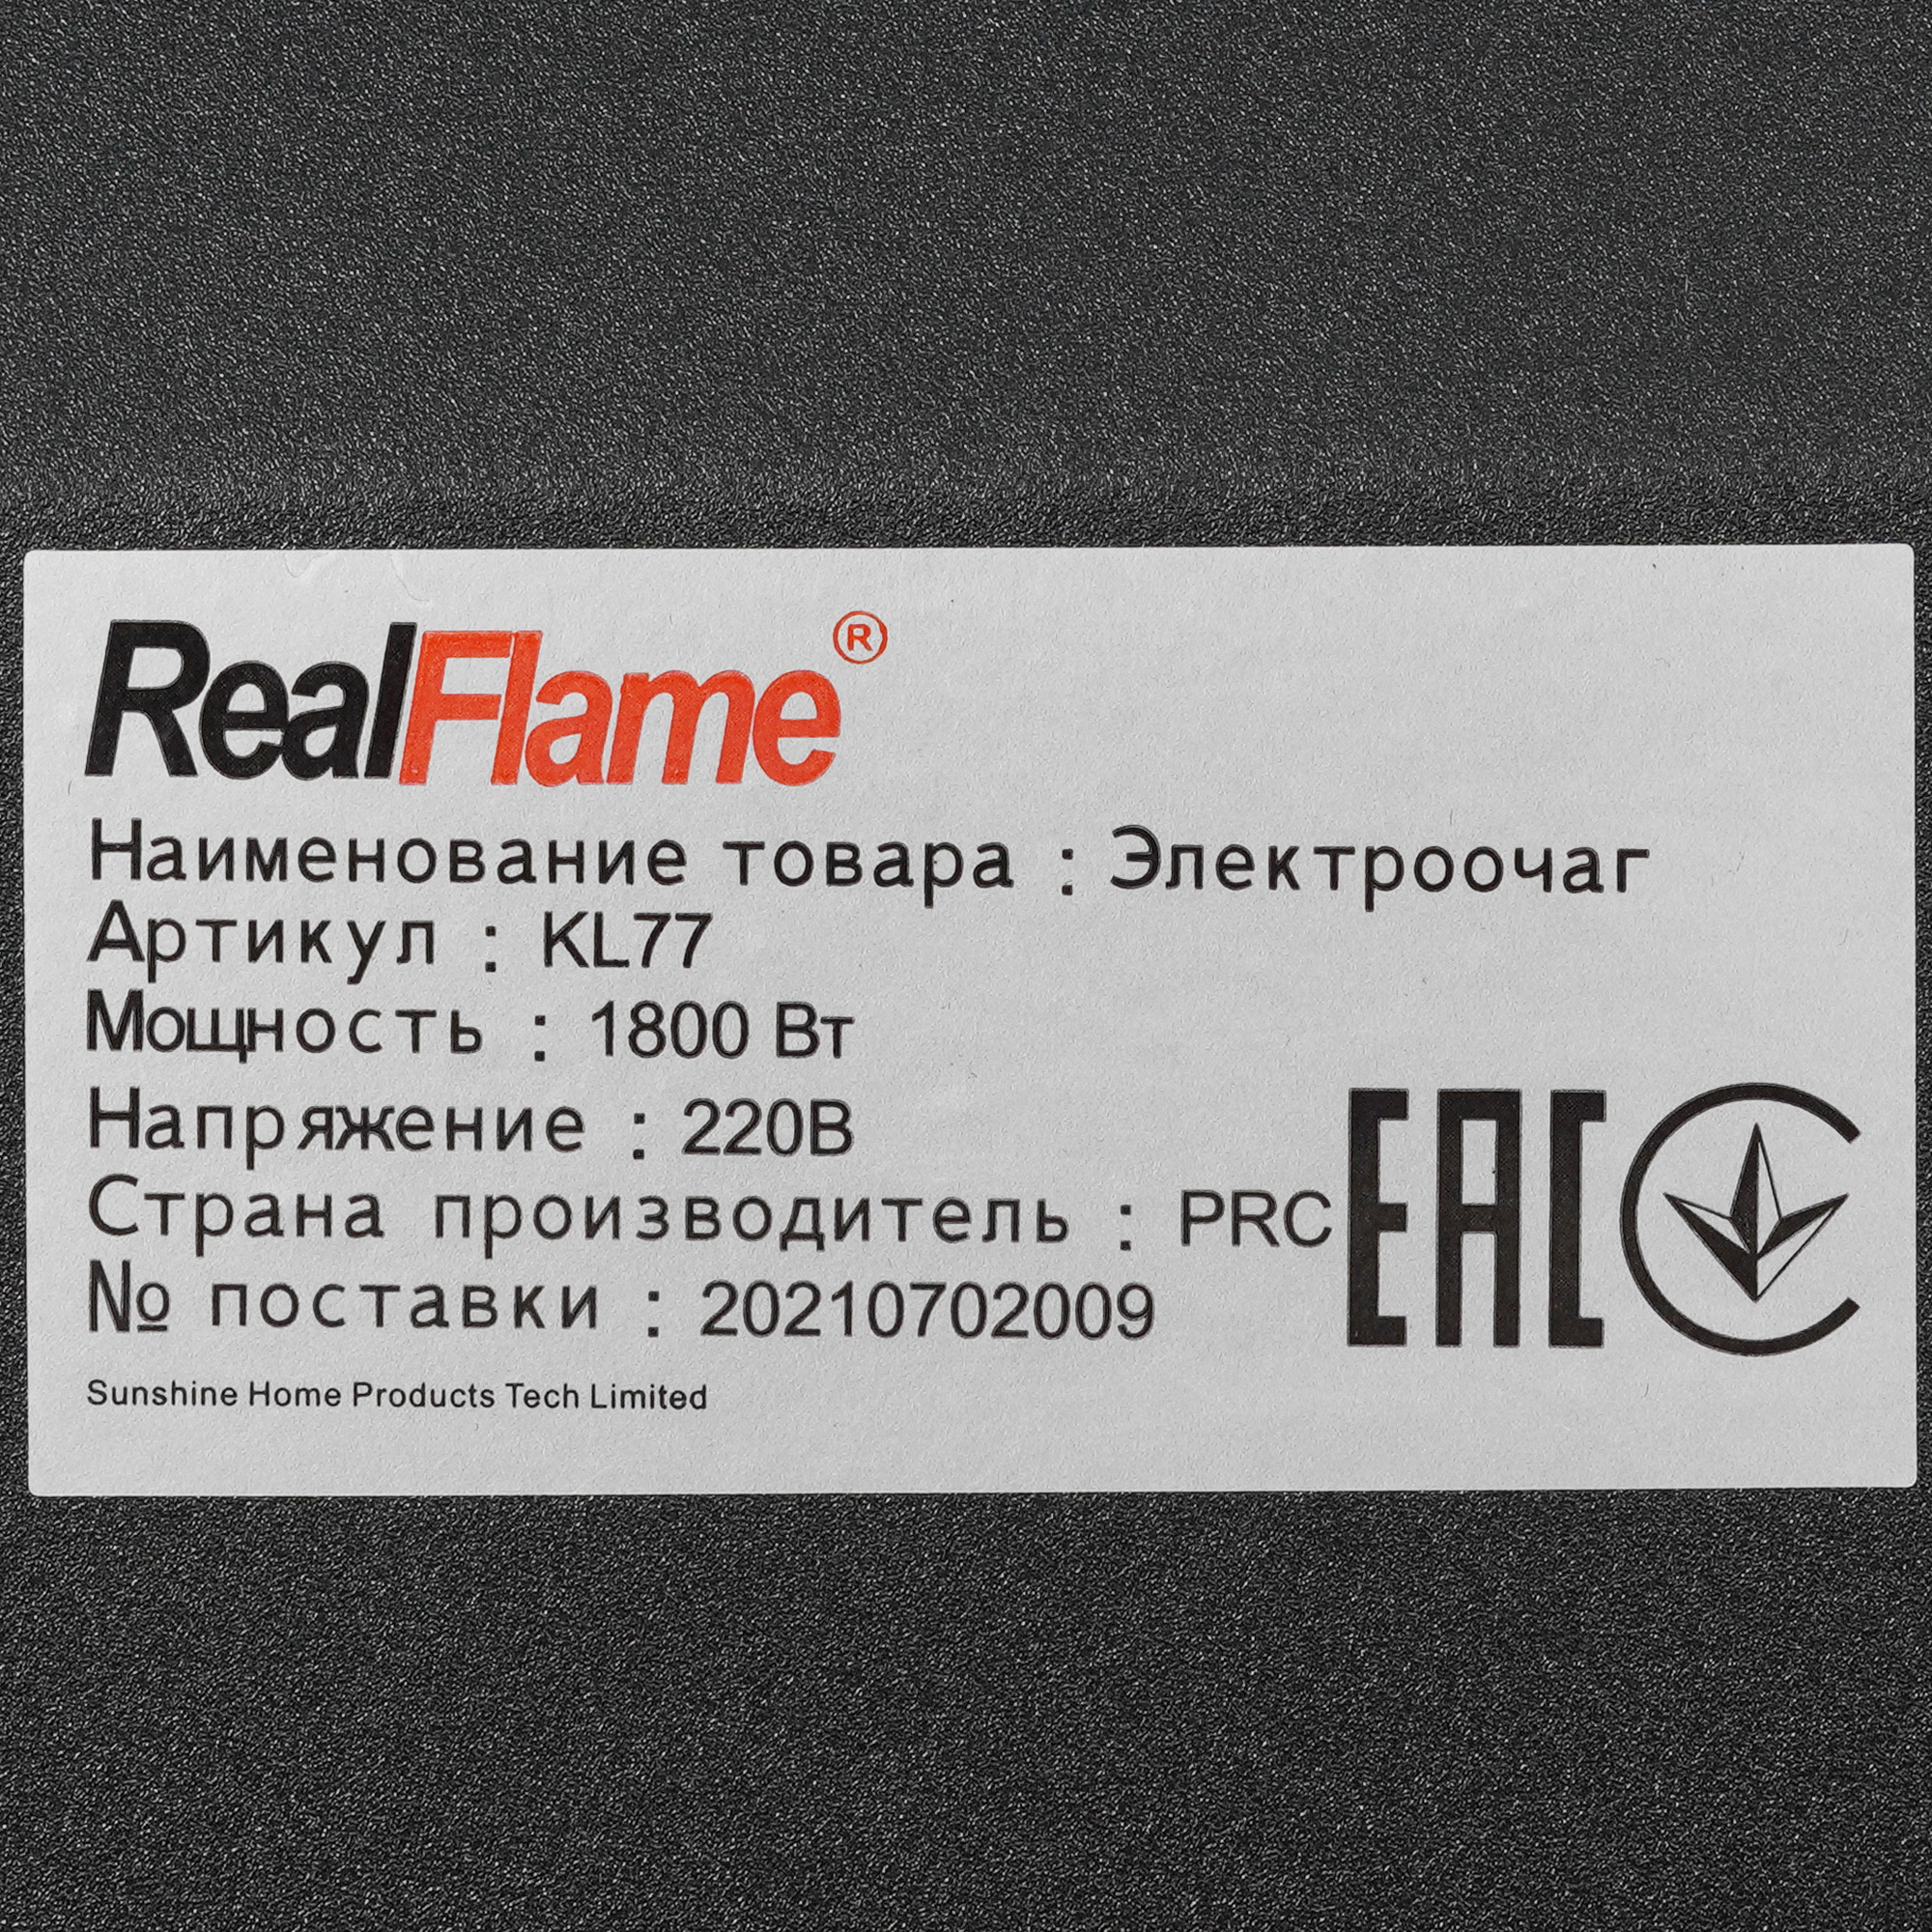 RealFlame®
Наименование товара : Электроочаг
Артикул : KL77
Мощность : 1800 Вт
Напряжение : 220В
Страна производитель : PRC
№ поставки : 20210702009
EAC
Sunshine Home Products Tech Limited